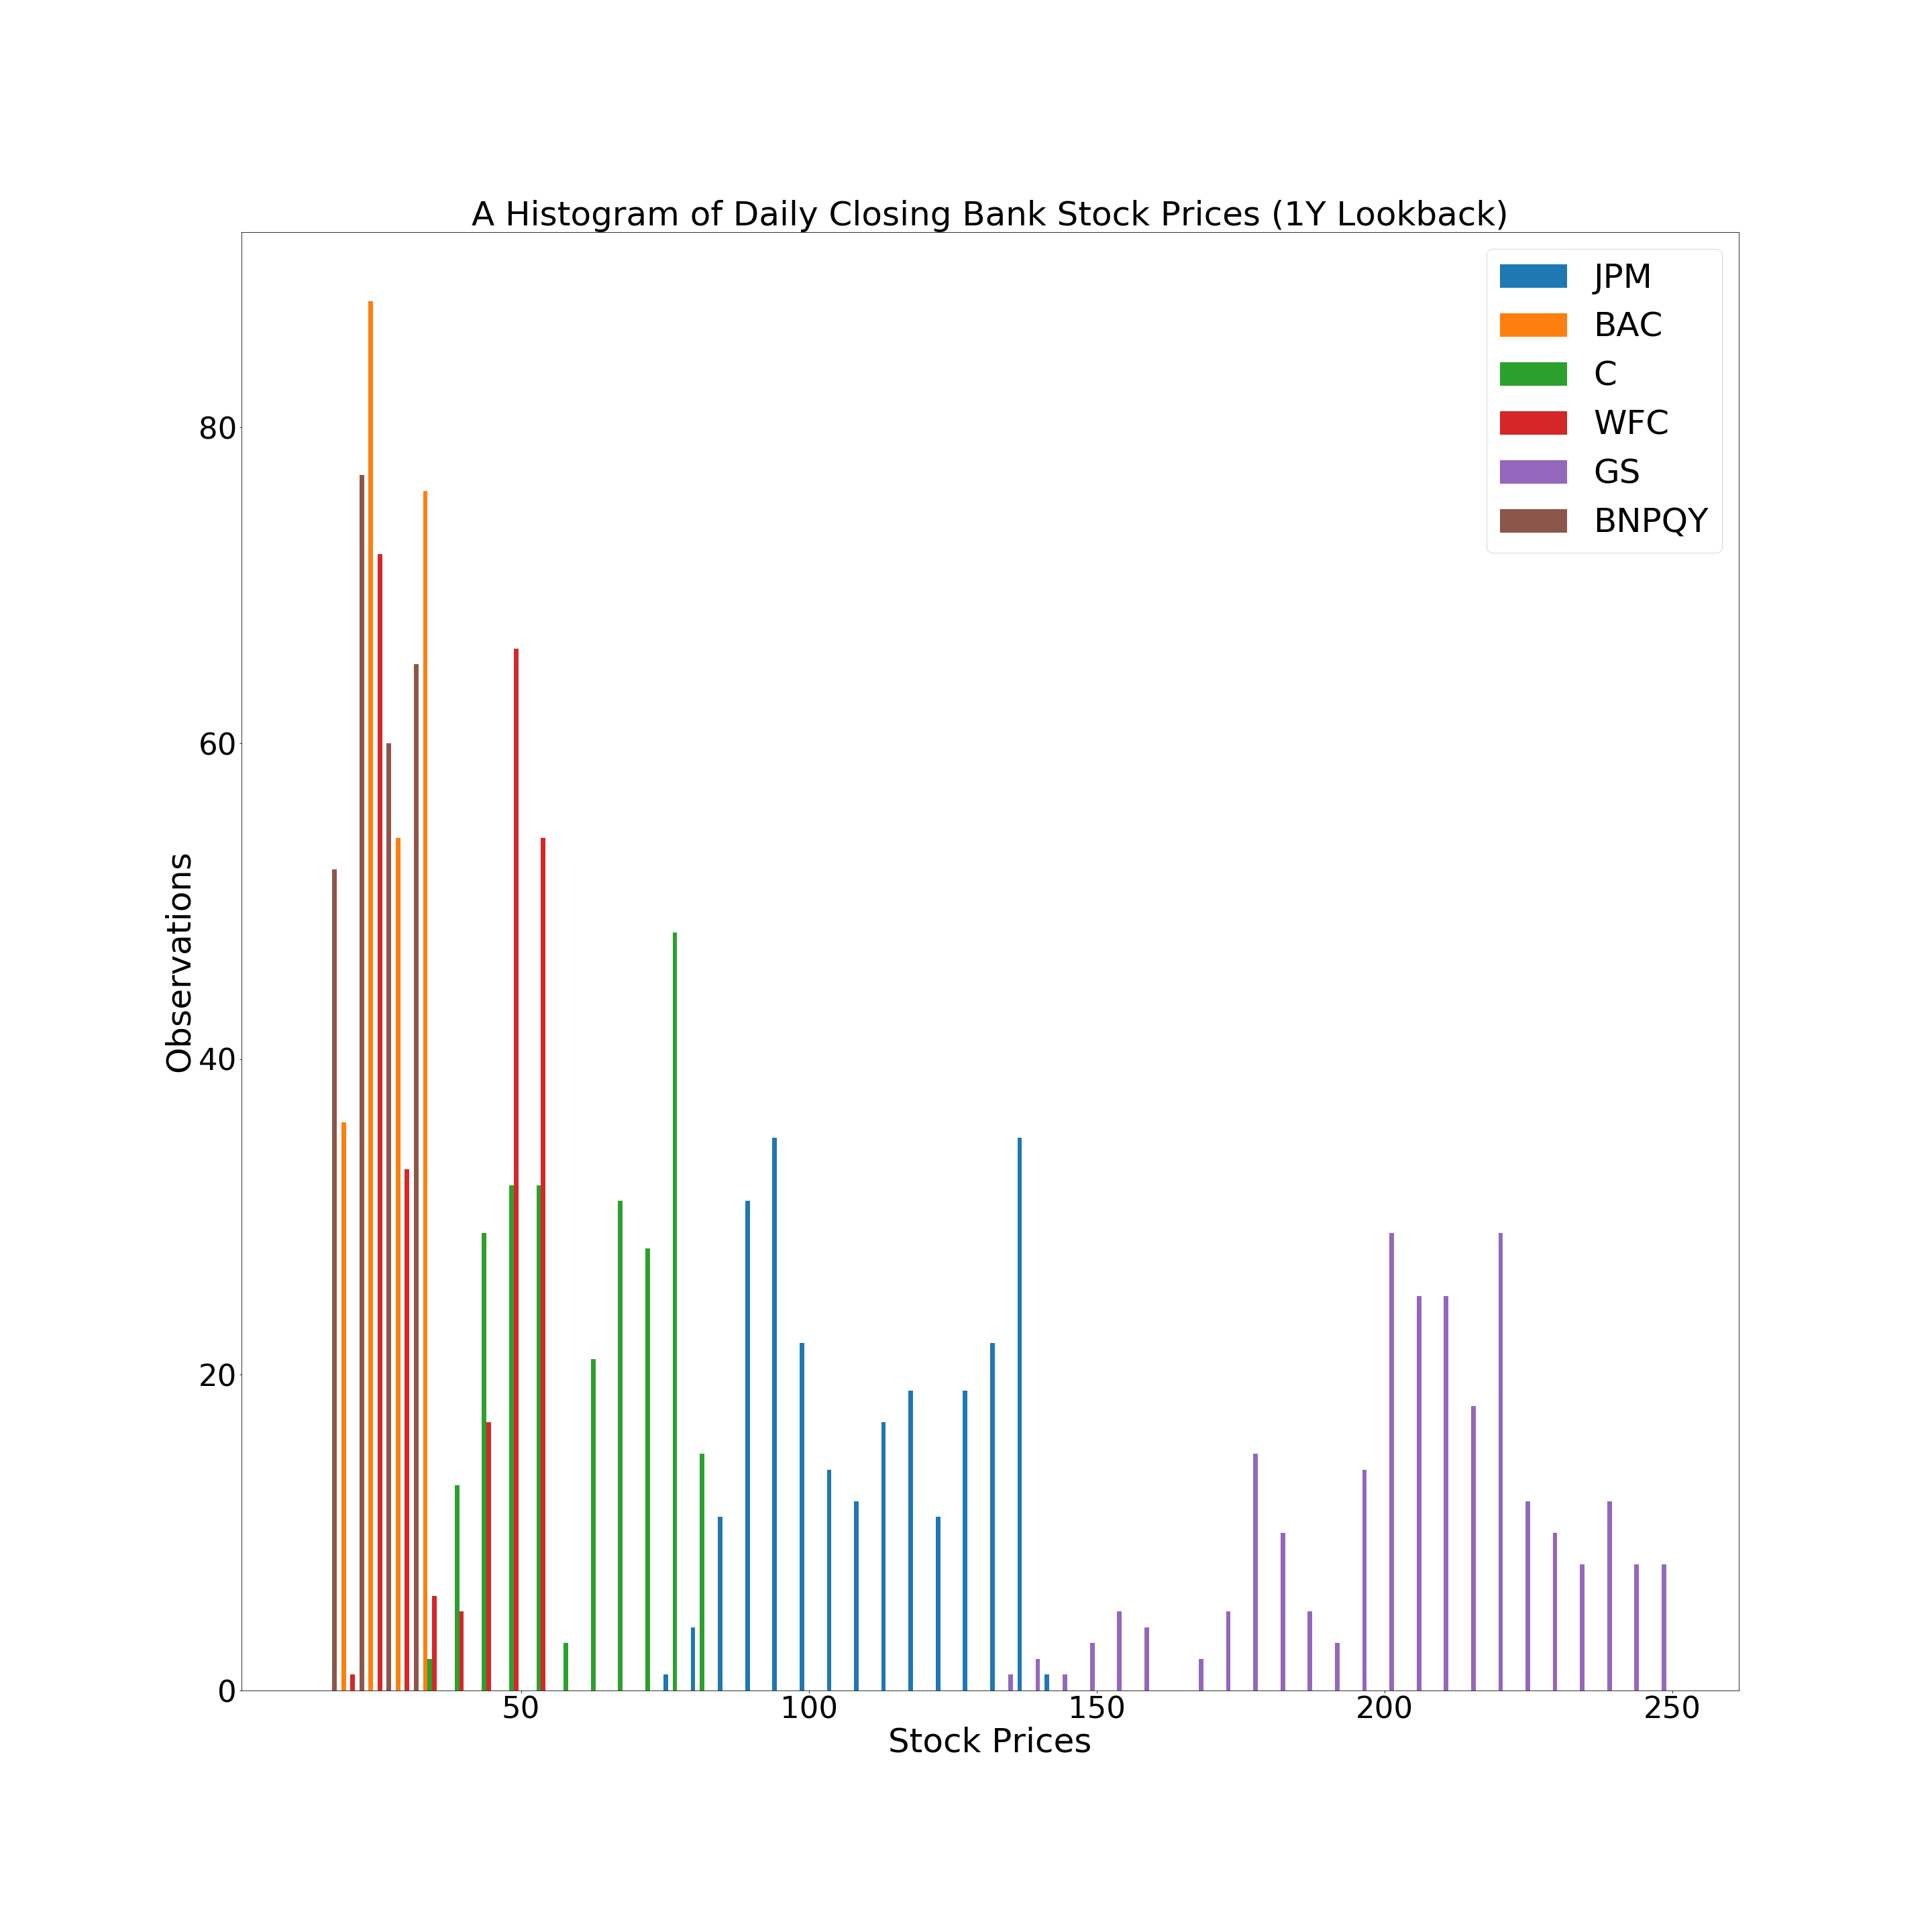 A Histogram of Daily Closing Bank Stock Prices (1Y Lookback)
JPM
BAC
C
WFC
GS
BNPQY
80
60
40
20
0
Observations
50 100 150 200 250
Stock Prices